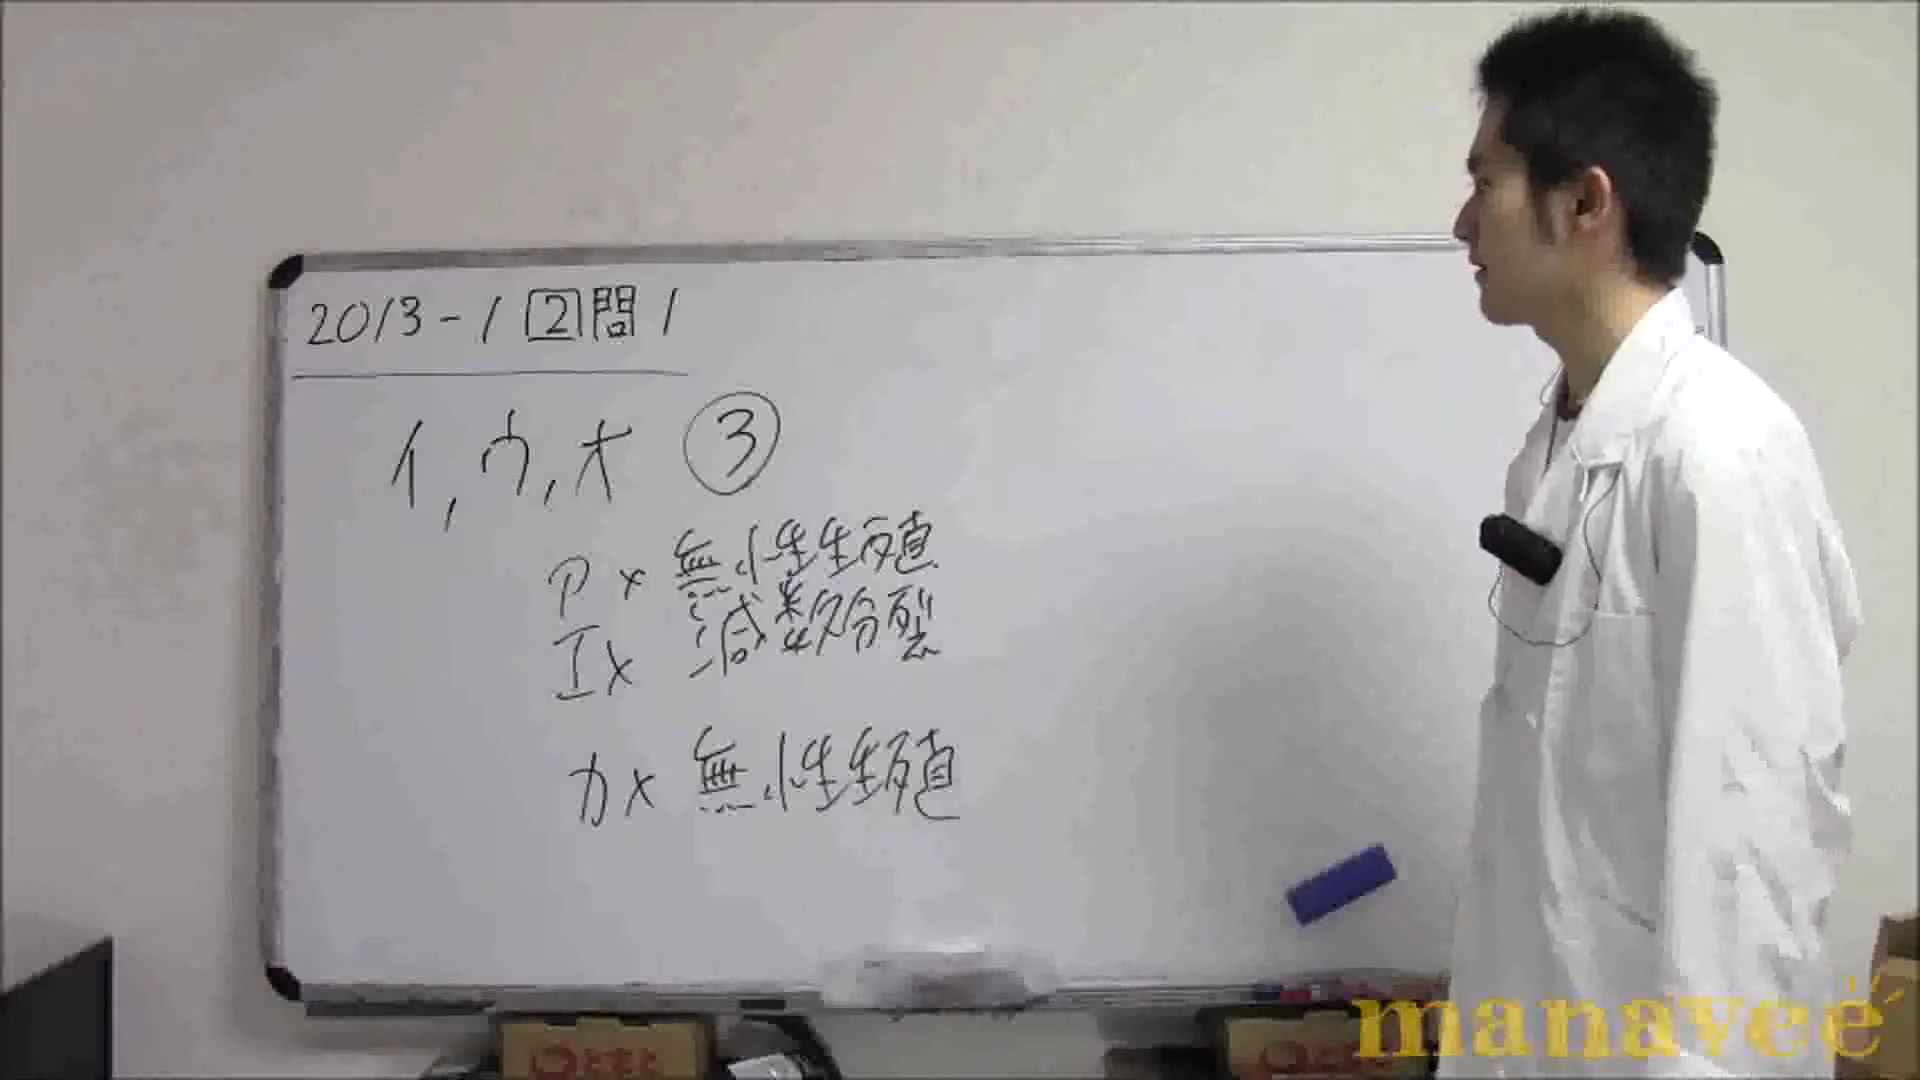 2013-1 2 問1
イ,ウ,オ ③
ア× 無性生殖
エ× 減数分裂
カ× 無性生殖
manavee